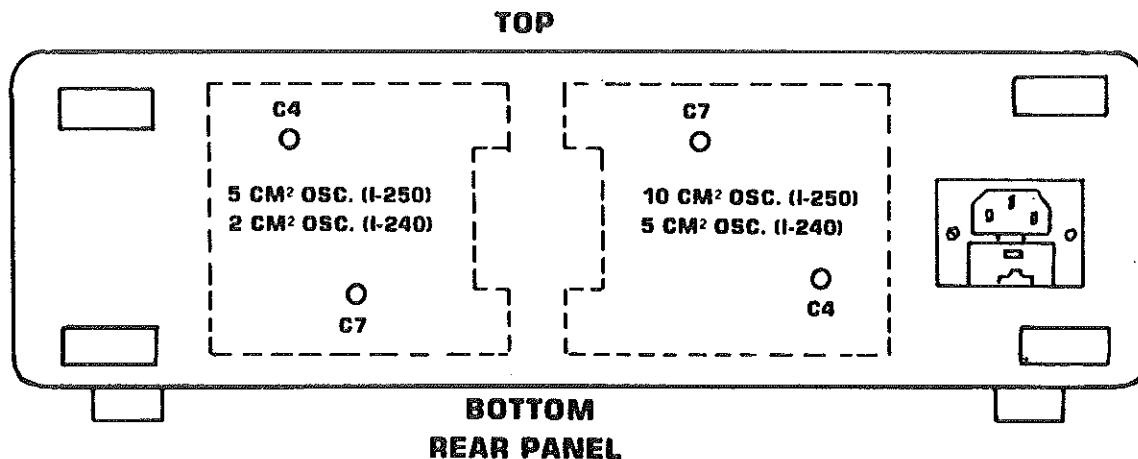 TOP
C4
5 CM² OSC. (I-250)
2 CM² OSC. (I-240)
C7
C7
10 CM² OSC. (I-250)
5 CM² OSC. (I-240)
C4
BOTTOM
REAR PANEL